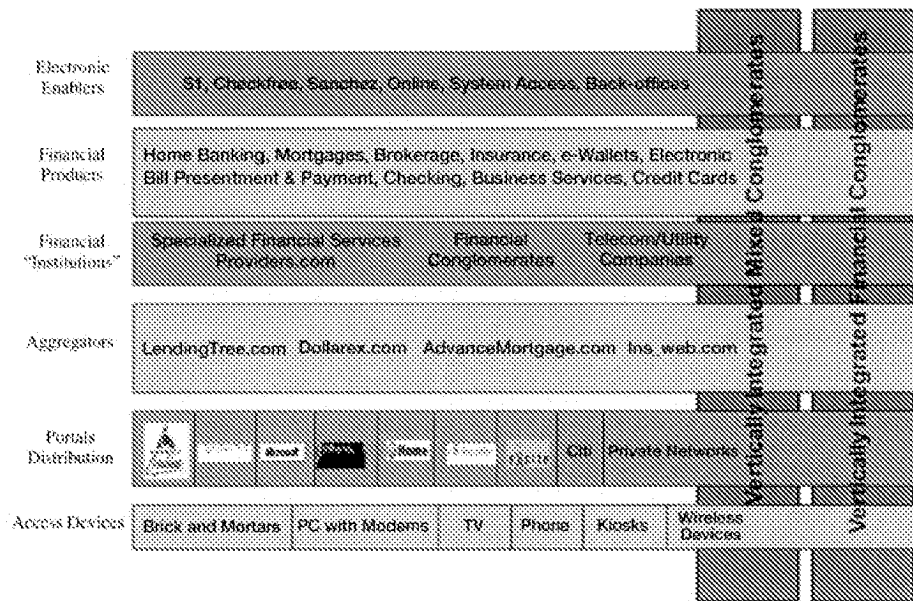 Electronic
Enablers
S1, Checkfree, Sanchez, Online, System Access, Back-offices
Financial
Products
Home Banking, Mortgages, Brokerage, Insurance, e-Wallets, Electronic
Bill Presentment & Payment, Checking, Business Services, Credit Cards
Financial
"Institutions"
Specialized Financial Services
Providers.com
Financial
Conglomerates
Telecom/Utility
Companies
Aggregators
LendingTree.com Dollarex.com AdvanceMortgage.com Ins_web.com
Portals
Distribution
Citi
Private Networks
Access Devices
Brick and Mortars
PC with Modems
TV
Phone
Kiosks
Wireless
Devices
Vertically Integrated Mixed Conglomerates
Vertically Integrated Financial Conglomerates